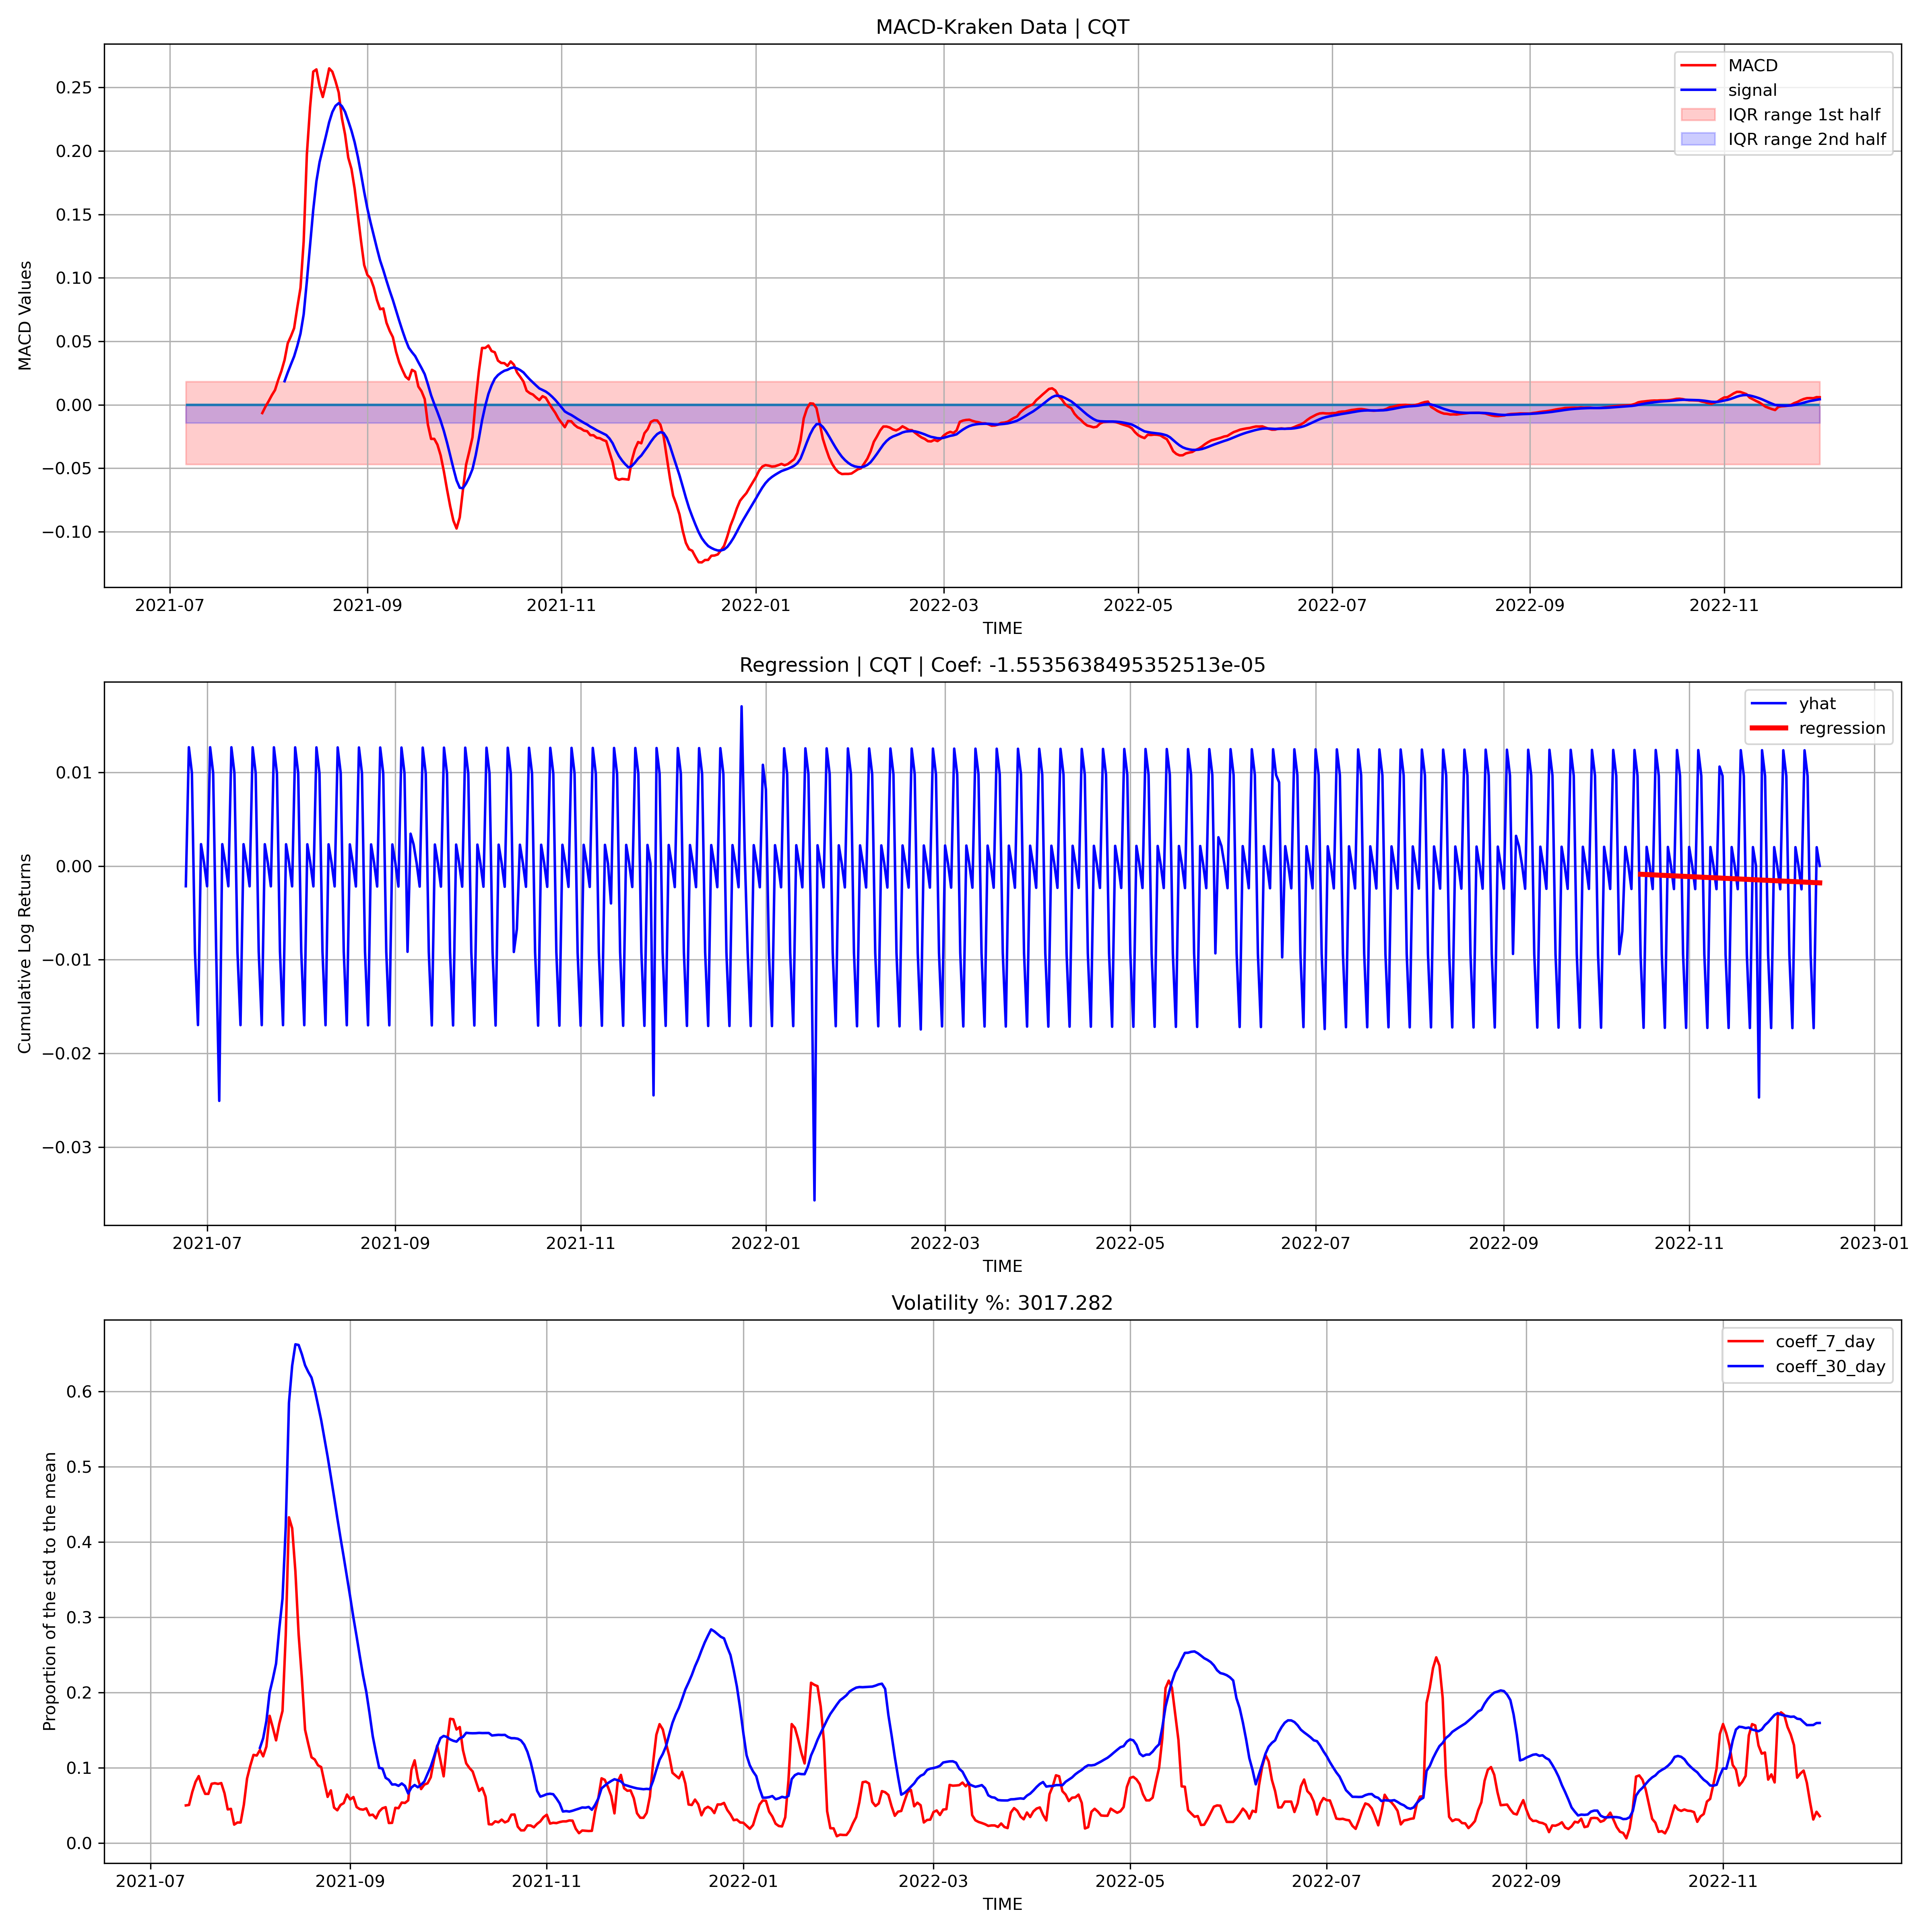 MACD-Kraken Data | CQT
MACD Values
0.25
0.20
0.15
0.10
0.05
0.00
−0.05
−0.10
MACD
signal
IQR range 1st half
IQR range 2nd half
2021-07 2021-09 2021-11 2022-01 2022-03 2022-05 2022-07 2022-09 2022-11
TIME
Regression | CQT | Coef: -1.5535638495352513e-05
Cumulative Log Returns
0.01
0.00
−0.01
−0.02
−0.03
yhat
regression
2021-07 2021-09 2021-11 2022-01 2022-03 2022-05 2022-07 2022-09 2022-11 2023-01
TIME
Volatility %: 3017.282
Proportion of the std to the mean
0.6
0.5
0.4
0.3
0.2
0.1
0.0
coeff_7_day
coeff_30_day
2021-07 2021-09 2021-11 2022-01 2022-03 2022-05 2022-07 2022-09 2022-11
TIME